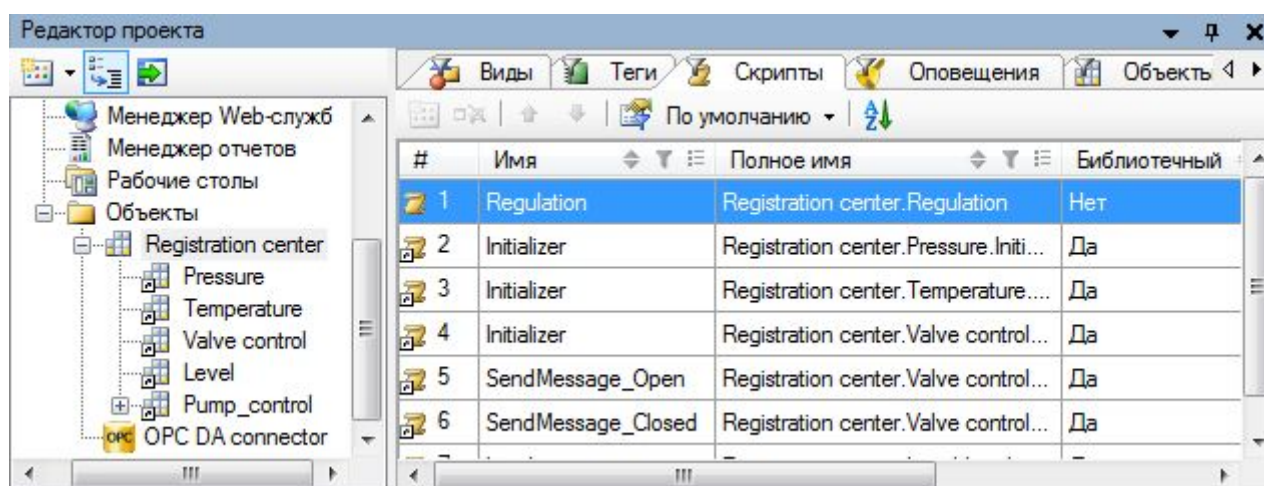 Редактор проекта
Менеджер Web-служб
Менеджер отчетов
Рабочие столы
Объекты
Registration center
Pressure
Temperature
Valve control
Level
Pump_control
OPC OPC DA connector
Виды Теги Скрипты Оповещения Объекты
По умолчанию
# Имя Полное имя Библиотечный
1 Regulation Registration center.Regulation Нет
2 Initializer Registration center.Pressure.Initi... Да
3 Initializer Registration center.Temperature.... Да
4 Initializer Registration center.Valve control... Да
5 SendMessage_Open Registration center.Valve control... Да
6 SendMessage_Closed Registration center.Valve control... Да